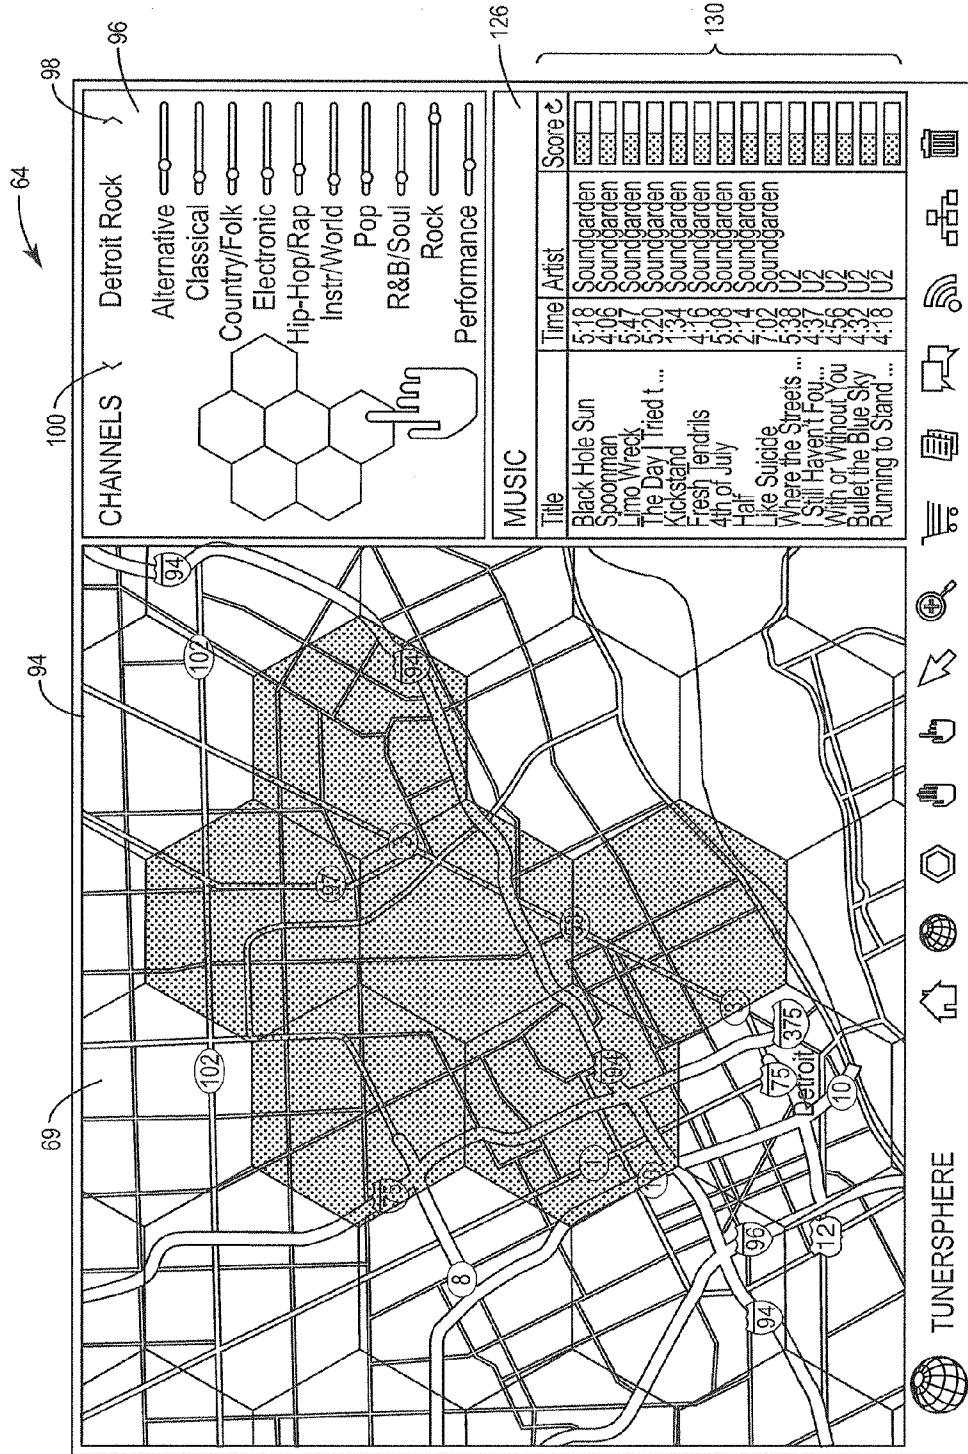 64
69
94
100
98
96
126
130
CHANNELS
Detroit Rock
Alternative
Classical
Country/Folk
Electronic
Hip-Hop/Rap
Instr/World
Pop
R&B/Soul
Rock
Performance
MUSIC
Title Time Artist Score
Black Hole Sun 5:18 Soundgarden
Spoonman 4:06 Soundgarden
Limo Wreck 5:47 Soundgarden
The Day I Tried t ... 5:20 Soundgarden
Kickstand 1:34 Soundgarden
Fresh Tendrils 4:16 Soundgarden
4th of July 5:08 Soundgarden
Half 2:14 Soundgarden
Like Suicide 7:02 Soundgarden
Where the Streets ... 5:38 U2
I Still Haven't Fou... 4:37 U2
With or Without You 4:56 U2
Bullet the Blue Sky 4:32 U2
Running to Stand ... 4:18 U2
94
102
102
94
97
3
75
8
1
94
3
375
75
Detroit
10
96
12
94
TUNERSPHERE